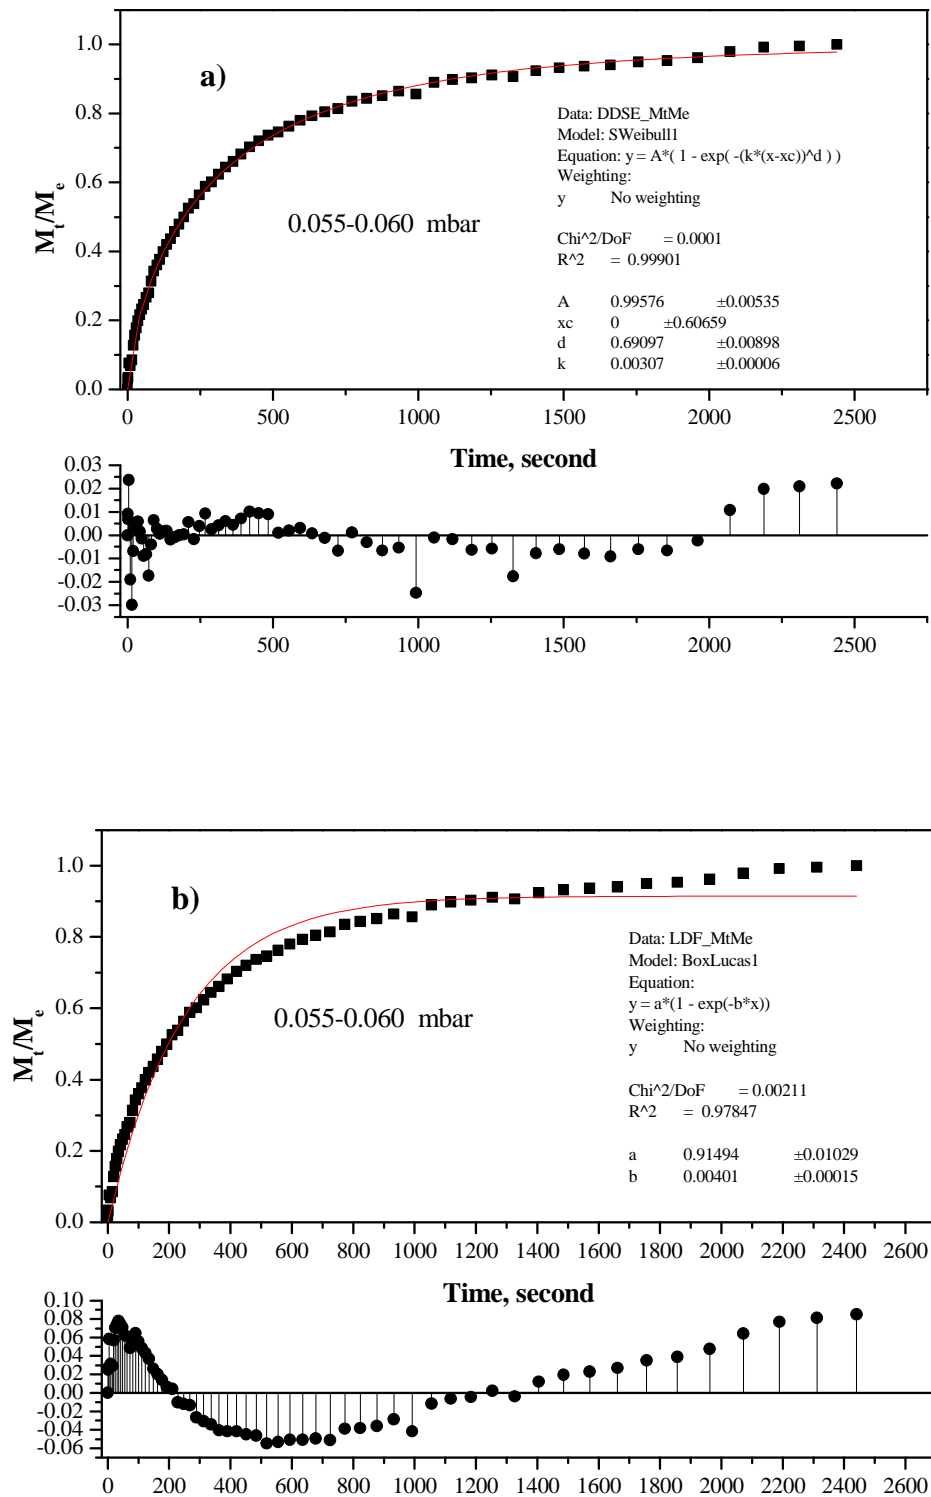 1.0
0.8
0.6
0.4
0.2
0.0
Mt/Me
a)
0.055-0.060 mbar
Data: DDSE_MtMe
Model: SWeibull1
Equation: y = A*( 1 - exp( -(k*(x-xc))^d ) )
Weighting:
y No weighting
Chi^2/DoF = 0.0001
R^2 = 0.99901
A 0.99576 ±0.00535
xc 0 ±0.60659
d 0.69097 ±0.00898
k 0.00307 ±0.00006
0 500 1000 1500 2000 2500
Time, second
0.03
0.02
0.01
0.00
-0.01
-0.02
-0.03
0 500 1000 1500 2000 2500
1.0
0.8
0.6
0.4
0.2
0.0
Mt/Me
b)
0.055-0.060 mbar
Data: LDF_MtMe
Model: BoxLucas1
Equation:
y = a*(1 - exp(-b*x))
Weighting:
y No weighting
Chi^2/DoF = 0.00211
R^2 = 0.97847
a 0.91494 ±0.01029
b 0.00401 ±0.00015
0 200 400 600 800 1000 1200 1400 1600 1800 2000 2200 2400 2600
Time, second
0.10
0.08
0.06
0.04
0.02
0.00
-0.02
-0.04
-0.06
0 200 400 600 800 1000 1200 1400 1600 1800 2000 2200 2400 2600